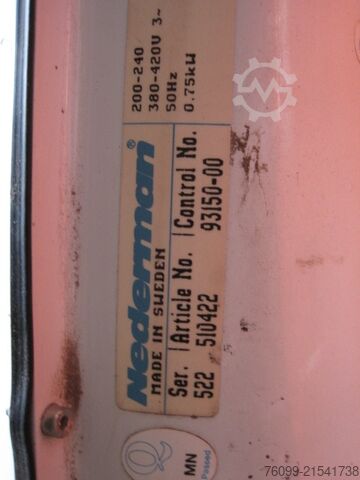 Nederman®
MADE IN SWEDEN
Ser. | Article No. | Control No.
522 510422 93150-00
200-240
380-420V 3~
50Hz
0.75kW
MN
Passed
76099-21541738